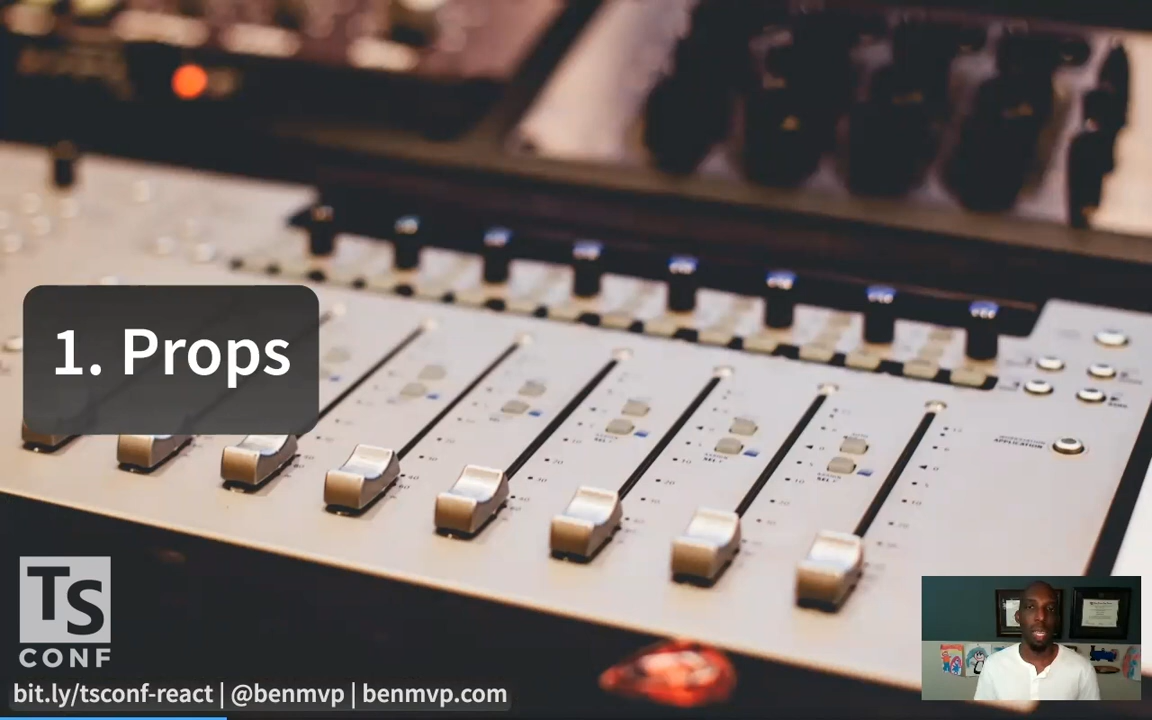 1. Props
TS
CONF
bit.ly/tsconf-react | @benmvp | benmvp.com